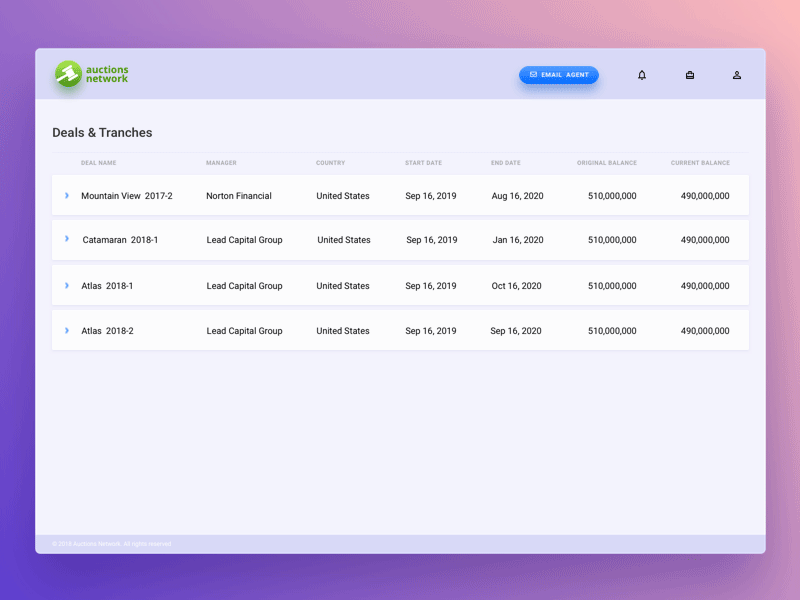 auctions
network
EMAIL AGENT
Deals & Tranches
DEAL NAME MANAGER COUNTRY START DATE END DATE ORIGINAL BALANCE CURRENT BALANCE
Mountain View 2017-2 Norton Financial United States Sep 16, 2019 Aug 16, 2020 510,000,000 490,000,000
Catamaran 2018-1 Lead Capital Group United States Sep 16, 2019 Jan 16, 2020 510,000,000 490,000,000
Atlas 2018-1 Lead Capital Group United States Sep 16, 2019 Oct 16, 2020 510,000,000 490,000,000
Atlas 2018-2 Lead Capital Group United States Sep 16, 2019 Sep 16, 2020 510,000,000 490,000,000
© 2018 Auctions Network. All rights reserved